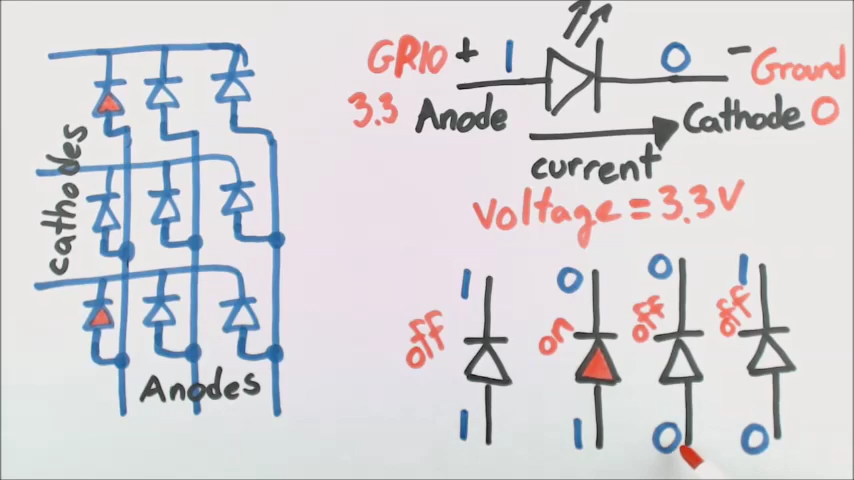 cathodes
Anodes
GPIO + 1 0 - Ground
3.3 Anode Cathode 0
current
Voltage = 3.3V
1 0 0 1
off on off off
1 1 0 0